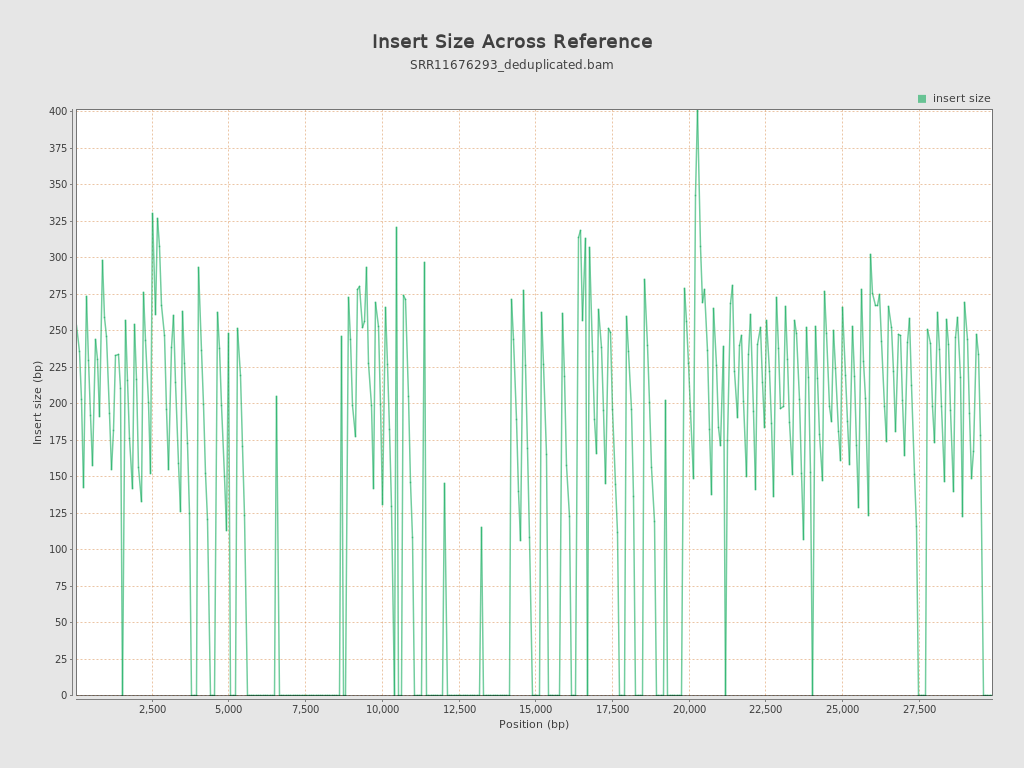 Insert Size Across Reference
SRR11676293_deduplicated.bam
insert size
400
375
350
325
300
275
250
225
200
175
150
125
100
75
50
25
0
Insert size (bp)
2,500 5,000 7,500 10,000 12,500 15,000 17,500 20,000 22,500 25,000 27,500
Position (bp)